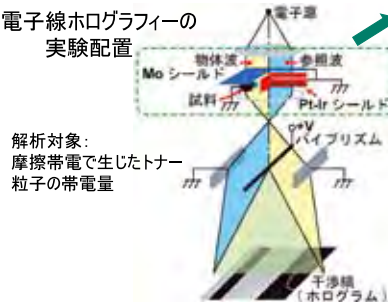 電子線ホログラフィーの
実験配置
電子源
物体波
参照波
Mo シールド
試料
Pt-Ir シールド
+V
バイプリズム
解析対象：
摩擦帯電で生じたトナー
粒子の帯電量
干渉縞
（ホログラム）